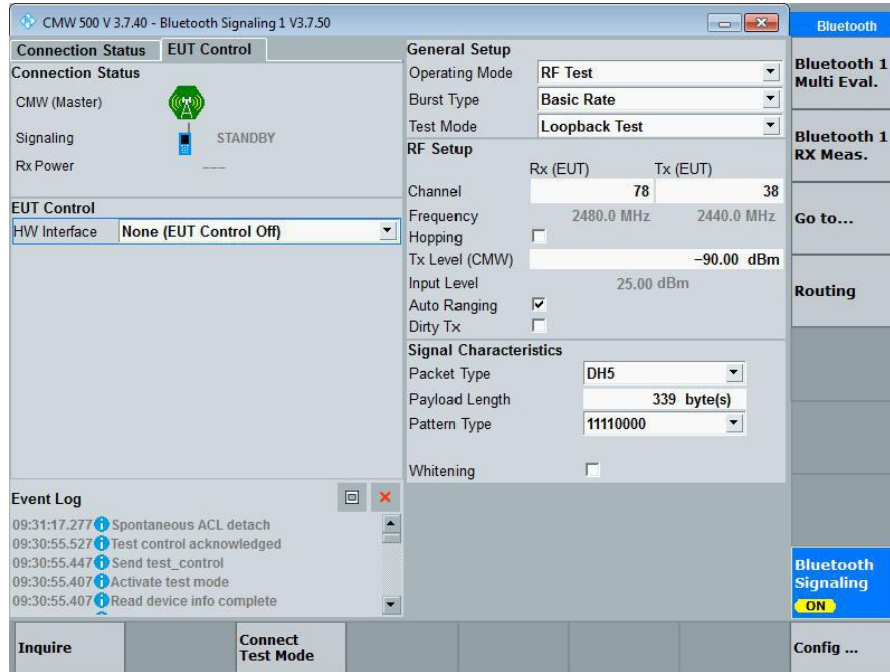 CMW 500 V 3.7.40 - Bluetooth Signaling 1 V3.7.50
Connection Status
EUT Control
Connection Status
CMW (Master)
Signaling
STANDBY
Rx Power
---
EUT Control
HW Interface
None (EUT Control Off)
Event Log
09:31:17.277 Spontaneous ACL detach
09:30:55.527 Test control acknowledged
09:30:55.447 Send test_control
09:30:55.407 Activate test mode
09:30:55.407 Read device info complete
General Setup
Operating Mode
RF Test
Burst Type
Basic Rate
Test Mode
Loopback Test
RF Setup
Rx (EUT)
Tx (EUT)
Channel
78
38
Frequency
2480.0 MHz
2440.0 MHz
Hopping
Tx Level (CMW)
−90.00 dBm
Input Level
25.00 dBm
Auto Ranging
Dirty Tx
Signal Characteristics
Packet Type
DH5
Payload Length
339 byte(s)
Pattern Type
11110000
Whitening
Bluetooth
Bluetooth 1
Multi Eval.
Bluetooth 1
RX Meas.
Go to...
Routing
Bluetooth
Signaling
ON
Inquire
Connect
Test Mode
Config ...